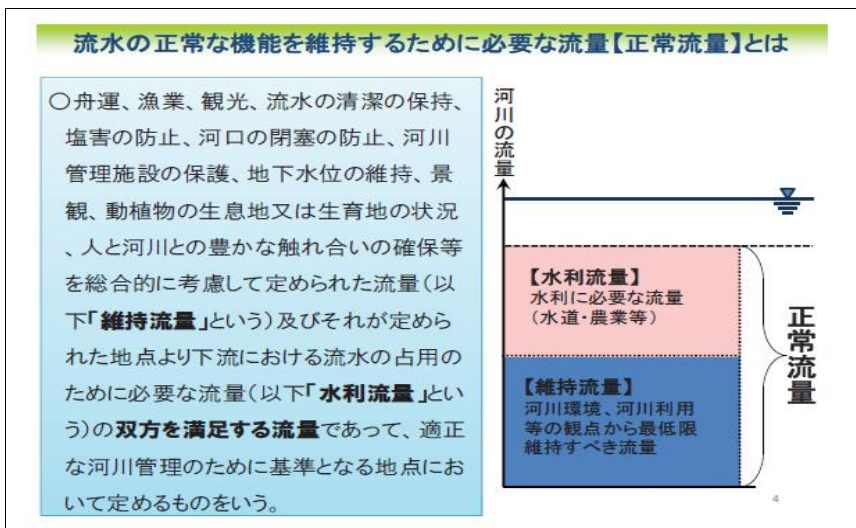 流水の正常な機能を維持するために必要な流量【正常流量】とは
○舟運、漁業、観光、流水の清潔の保持、
塩害の防止、河口の閉塞の防止、河川
管理施設の保護、地下水位の維持、景
観、動植物の生息地又は生育地の状況
、人と河川との豊かな触れ合いの確保等
を総合的に考慮して定められた流量(以
下「維持流量」という)及びそれが定めら
れた地点より下流における流水の占用の
ために必要な流量(以下「水利流量」とい
う)の双方を満足する流量であって、適正
な河川管理のために基準となる地点にお
いて定めるものをいう。
河川の流量
【水利流量】
水利に必要な流量
(水道・農業等)
【維持流量】
河川環境、河川利用
等の観点から最低限
維持すべき流量
正常流量
4